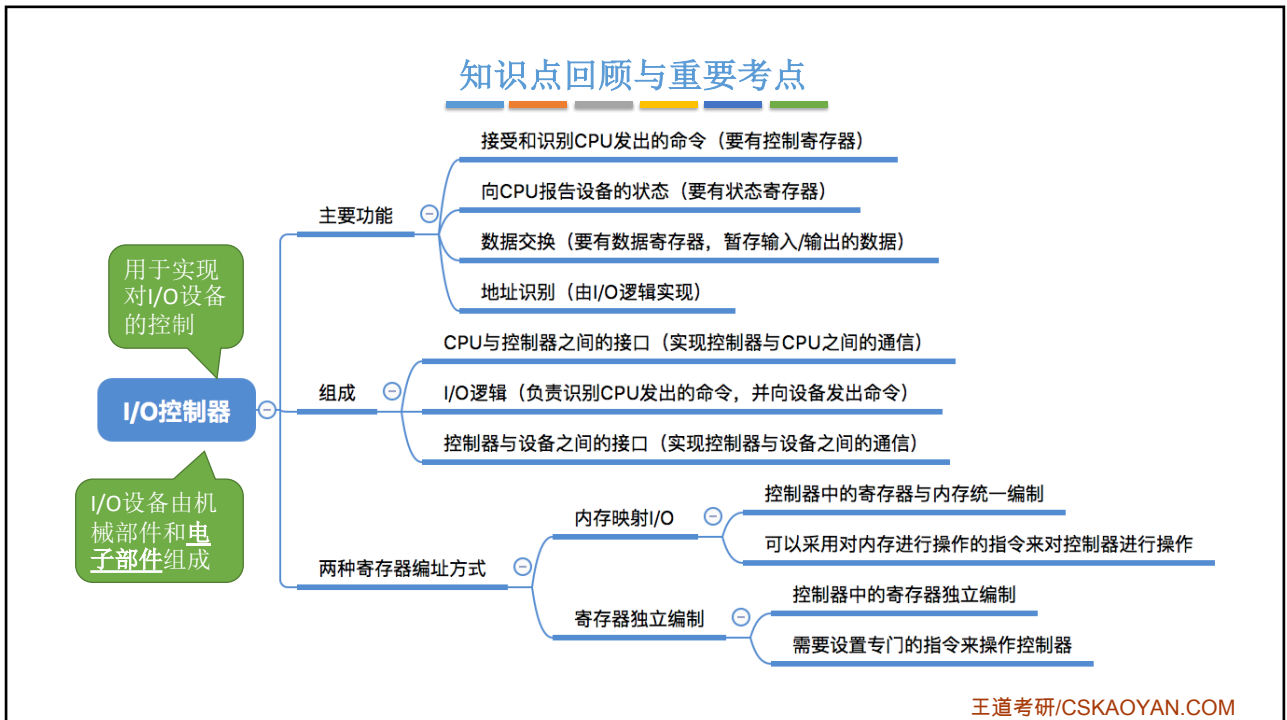 知识点回顾与重要考点
接受和识别CPU发出的命令（要有控制寄存器）
向CPU报告设备的状态（要有状态寄存器）
主要功能
数据交换（要有数据寄存器，暂存输入/输出的数据）
地址识别（由I/O逻辑实现）
用于实现
对I/O设备
的控制
CPU与控制器之间的接口（实现控制器与CPU之间的通信）
组成
I/O逻辑（负责识别CPU发出的命令，并向设备发出命令）
I/O控制器
控制器与设备之间的接口（实现控制器与设备之间的通信）
I/O设备由机
械部件和电
子部件组成
控制器中的寄存器与内存统一编制
内存映射I/O
可以采用对内存进行操作的指令来对控制器进行操作
两种寄存器编址方式
控制器中的寄存器独立编制
寄存器独立编制
需要设置专门的指令来操作控制器
王道考研/CSKAOYAN.COM